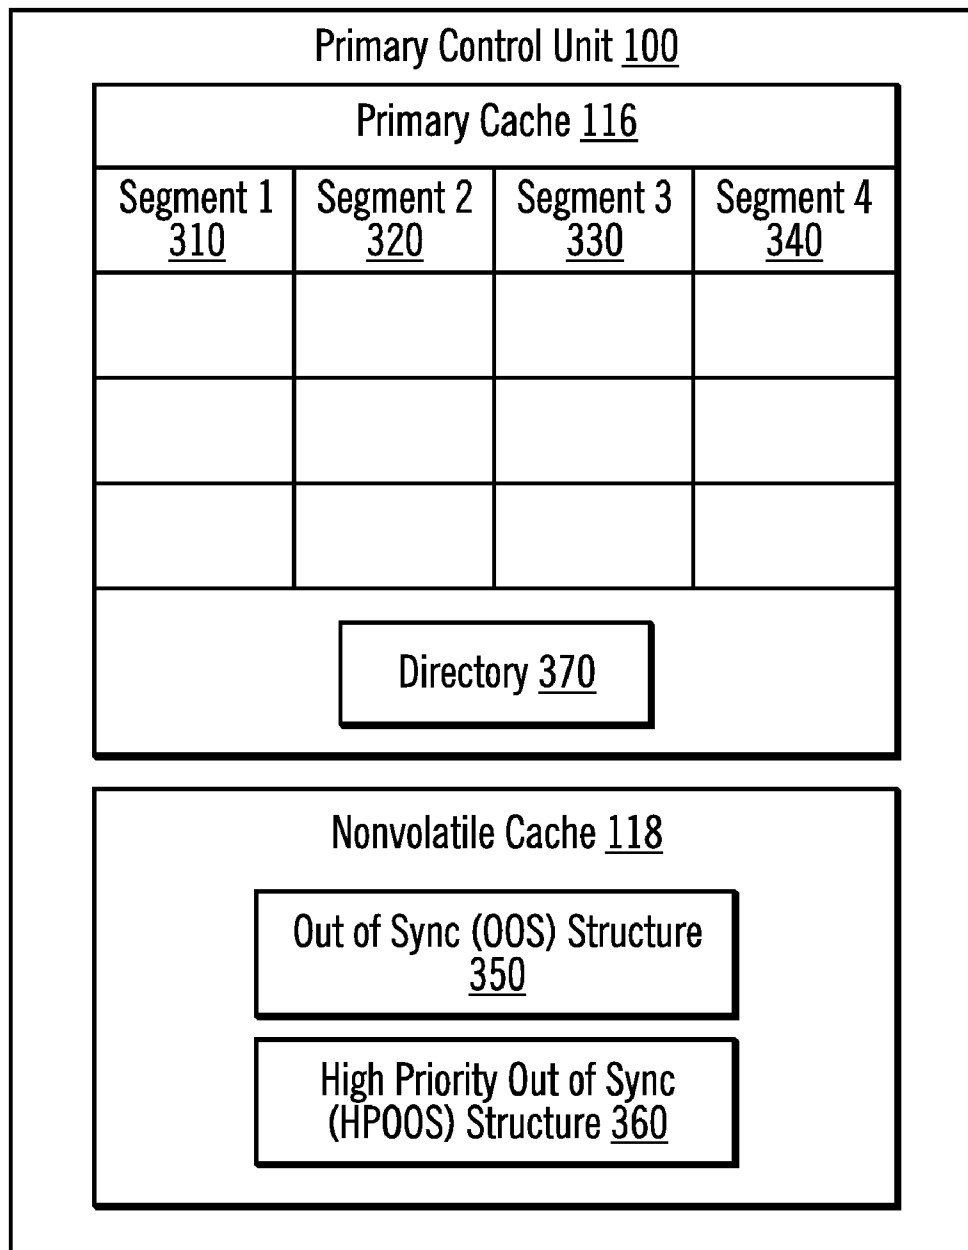 Primary Control Unit 100
Primary Cache 116
Segment 1
310
Segment 2
320
Segment 3
330
Segment 4
340
Directory 370
Nonvolatile Cache 118
Out of Sync (OOS) Structure
350
High Priority Out of Sync
(HPOOS) Structure 360